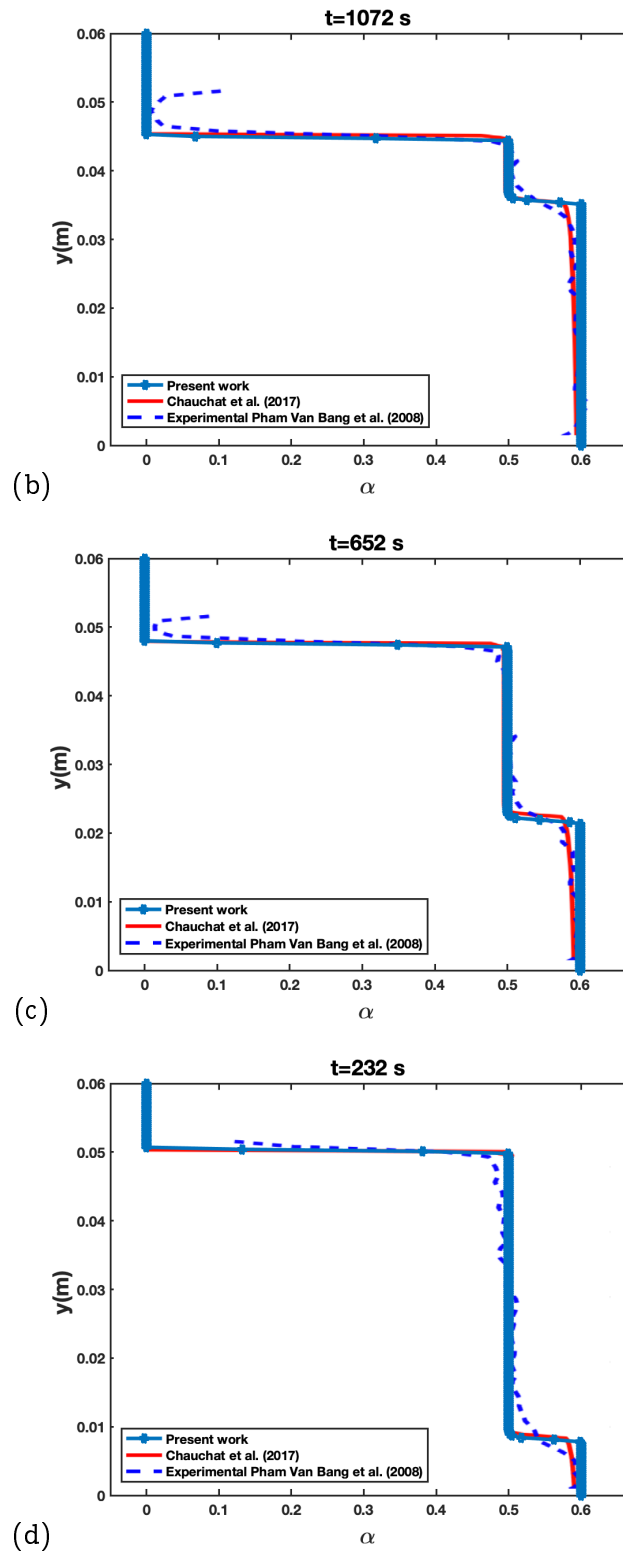 t=1072 s
0.06
0.05
0.04
0.03
0.02
0.01
0
y(m)
Present work
Chauchat et al. (2017)
Experimental Pham Van Bang et al. (2008)
0 0.1 0.2 0.3 0.4 0.5 0.6
α
(b)
t=652 s
0.06
0.05
0.04
0.03
0.02
0.01
0
y(m)
Present work
Chauchat et al. (2017)
Experimental Pham Van Bang et al. (2008)
0 0.1 0.2 0.3 0.4 0.5 0.6
α
(c)
t=232 s
0.06
0.05
0.04
0.03
0.02
0.01
0
y(m)
Present work
Chauchat et al. (2017)
Experimental Pham Van Bang et al. (2008)
0 0.1 0.2 0.3 0.4 0.5 0.6
α
(d)